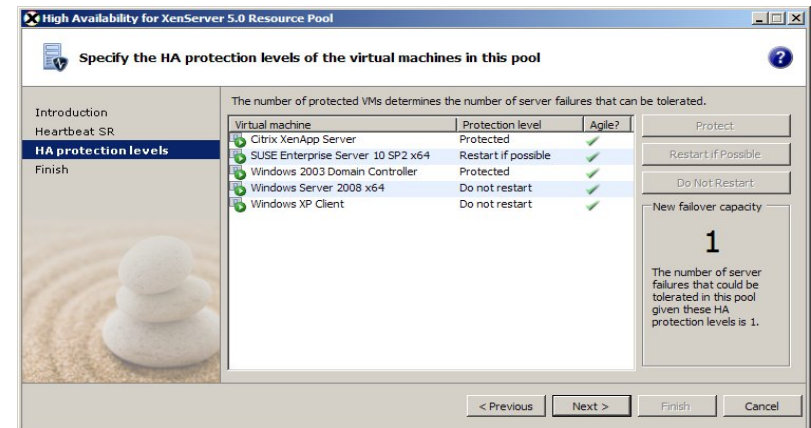 High Availability for XenServer 5.0 Resource Pool
Specify the HA protection levels of the virtual machines in this pool
?
Introduction
Heartbeat SR
HA protection levels
Finish
The number of protected VMs determines the number of server failures that can be tolerated.
Virtual machine Protection level Agile?
Citrix XenApp Server Protected
SUSE Enterprise Server 10 SP2 x64 Restart if possible
Windows 2003 Domain Controller Protected
Windows Server 2008 x64 Do not restart
Windows XP Client Do not restart
Protect
Restart if Possible
Do Not Restart
New failover capacity
1
The number of server
failures that could be
tolerated in this pool
given these HA
protection levels is 1.
< Previous Next > Finish Cancel